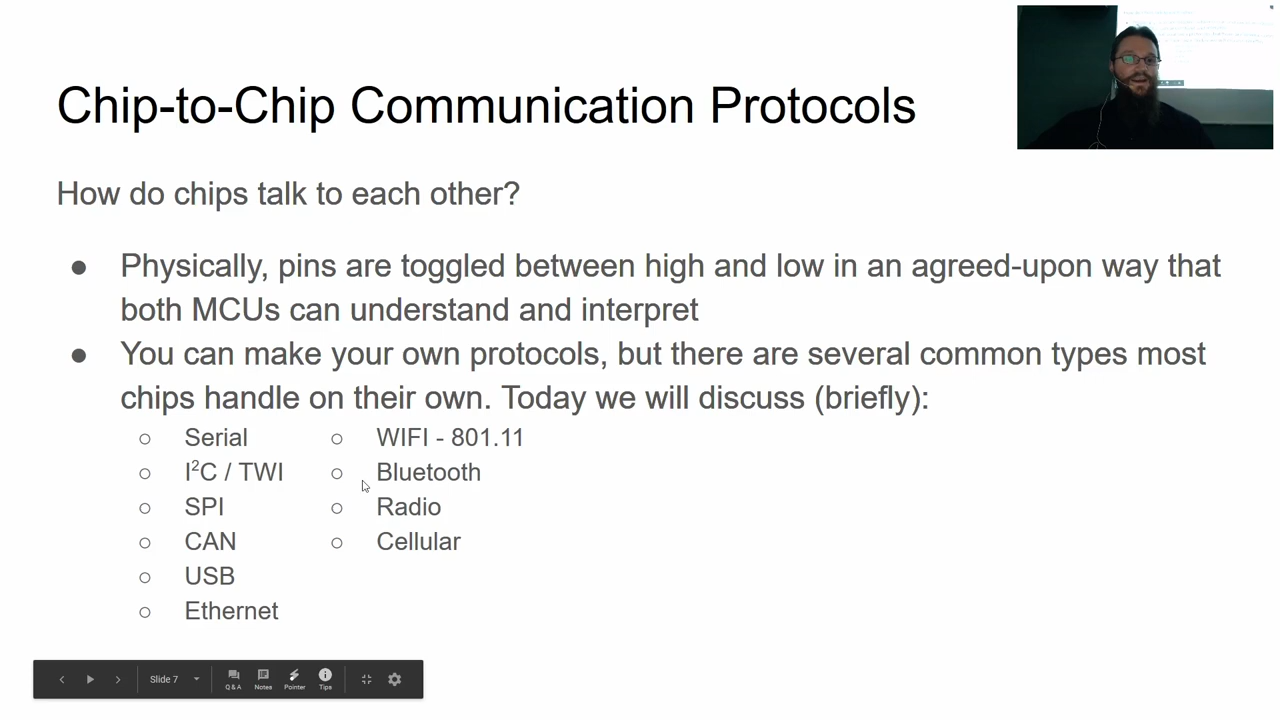 Chip-to-Chip Communication Protocols
How do chips talk to each other?
● Physically, pins are toggled between high and low in an agreed-upon way that
both MCUs can understand and interpret
● You can make your own protocols, but there are several common types most
chips handle on their own. Today we will discuss (briefly):
○ Serial
○ I²C / TWI
○ SPI
○ CAN
○ USB
○ Ethernet
○ WIFI - 801.11
○ Bluetooth
○ Radio
○ Cellular
Slide 7
Q & A
Notes
Pointer
Tips